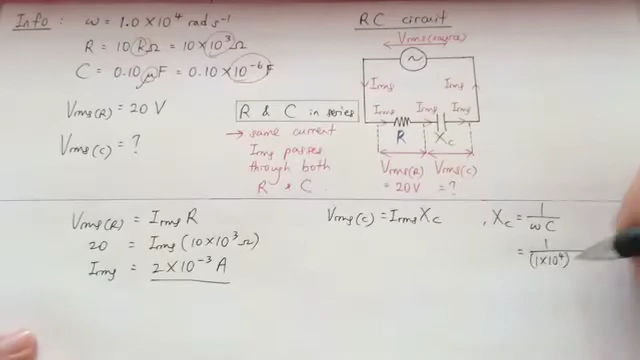 Info : ω = 1.0 × 10⁴ rad s⁻¹
R = 10 kΩ = 10 × 10³ Ω
C = 0.10 μF = 0.10 × 10⁻⁶ F
Vrms(R) = 20 V
Vrms(C) = ?
R & C in series
→ same current
Irms passes
through both
R & C.
RC circuit
Vrms(source)
~
Irms Irms
Irms Irms Irms
R Xc
Vrms(R) Vrms(C)
= 20V = ?
Vrms(R) = Irms R
20 = Irms (10×10³Ω)
Irms = 2 × 10⁻³ A
Vrms(C) = Irms Xc , Xc = 1/ωC
= 1/(1×10⁴)